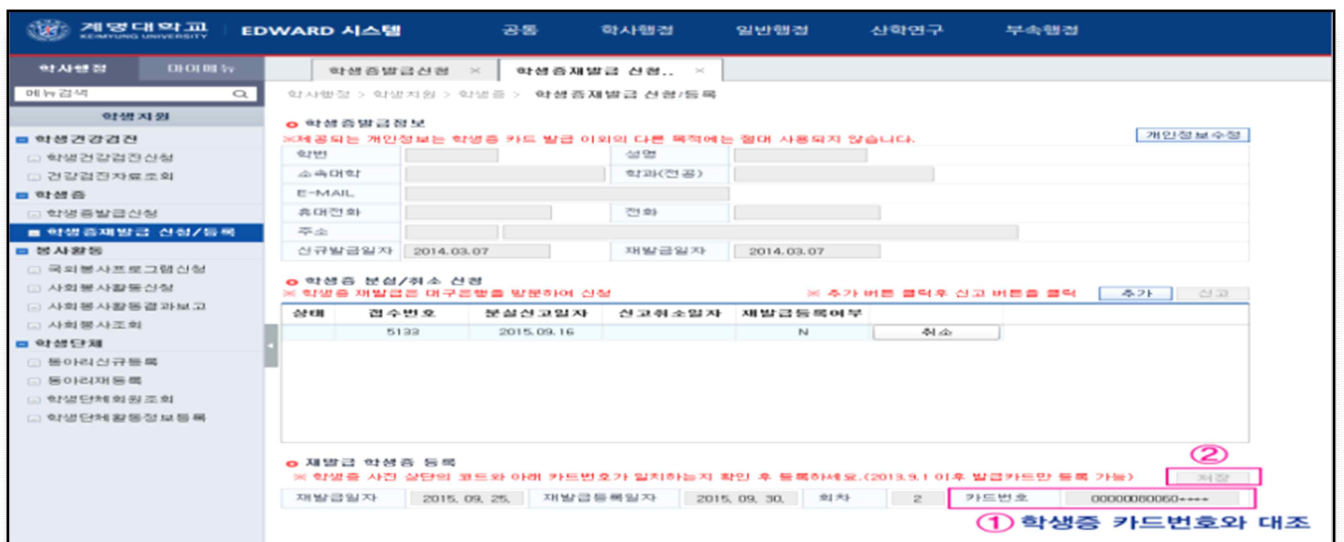 계명대학교 EDWARD 시스템 공통 학사행정 일반행정 산학연구 부속행정
KEIMYUNG UNIVERSITY
학사행정 마이메뉴 학생증발급신청 × 학생증재발급 신청.. ×
메뉴검색 학사행정 > 학생지원 > 학생증 > 학생증재발급 신청/등록
학생지원
학생건강검진
학생건강검진신청
건강검진자료조회
학생증
학생증발급신청
학생증재발급 신청/등록
봉사활동
국외봉사프로그램신청
사회봉사활동신청
사회봉사활동결과보고
사회봉사조회
학생단체
동아리신규등록
동아리재등록
학생단체회원조회
학생단체활동정보등록
학생증발급정보
※제공되는 개인정보는 학생증 카드 발급 이외의 다른 목적에는 절대 사용되지 않습니다. 개인정보수정
학번 성명
소속대학 학과(전공)
E-MAIL
휴대전화 전화
주소
신규발급일자 2014.03.07 재발급일자 2014.03.07
학생증 분실/취소 신청
※ 학생증 재발급은 대구은행을 방문하여 신청 ※ 추가 버튼 클릭후 신고 버튼을 클릭 추가 신고
상태 접수번호 분실신고일자 신고취소일자 재발급등록여부
5133 2015.09.16 N 취소
재발급 학생증 등록 ②
※ 학생증 사진 상단의 코드와 아래 카드번호가 일치하는지 확인 후 등록하세요.(2013.9.1 이후 발급카드만 등록 가능) 저장
재발급일자 2015. 09. 25. 재발급등록일자 2015. 09. 30. 회차 2 카드번호 00000080060****
① 학생증 카드번호와 대조